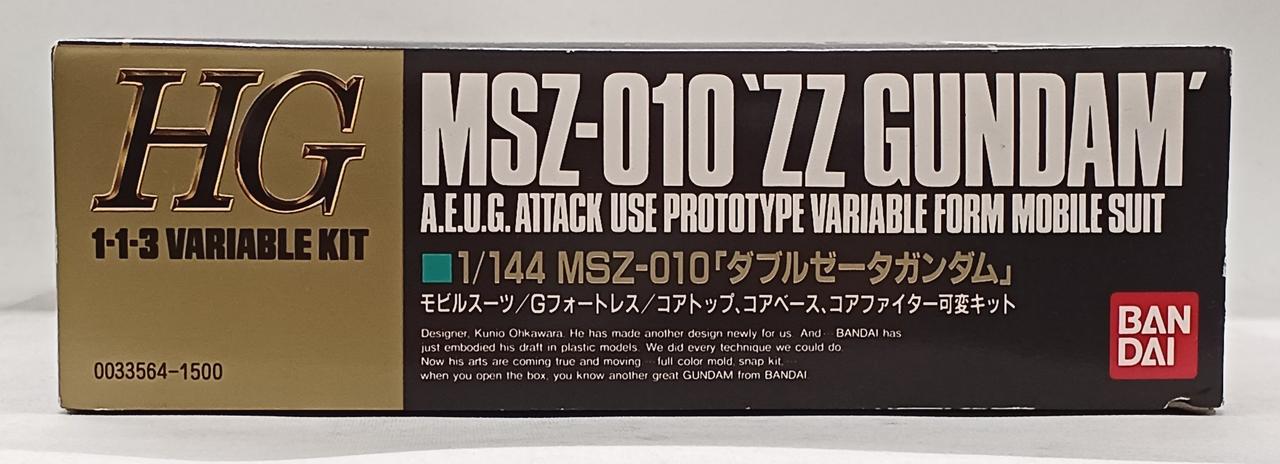 HG
1-1-3 VARIABLE KIT
0033564-1500
MSZ-010 'ZZ GUNDAM'
A.E.U.G. ATTACK USE PROTOTYPE VARIABLE FORM MOBILE SUIT
■1/144 MSZ-010「ダブルゼータガンダム」
モビルスーツ/Gフォートレス/コアトップ、コアベース、コアファイター可変キット
Designer, Kunio Ohkawara. He has made another design newly for us. And… BANDAI has
just embodied his draft in plastic models. We did every technique we could do.
Now his arts are coming true and moving…full color mold, snap kit,…
when you open the box, you know another great GUNDAM from BANDAI.
BAN
DAI